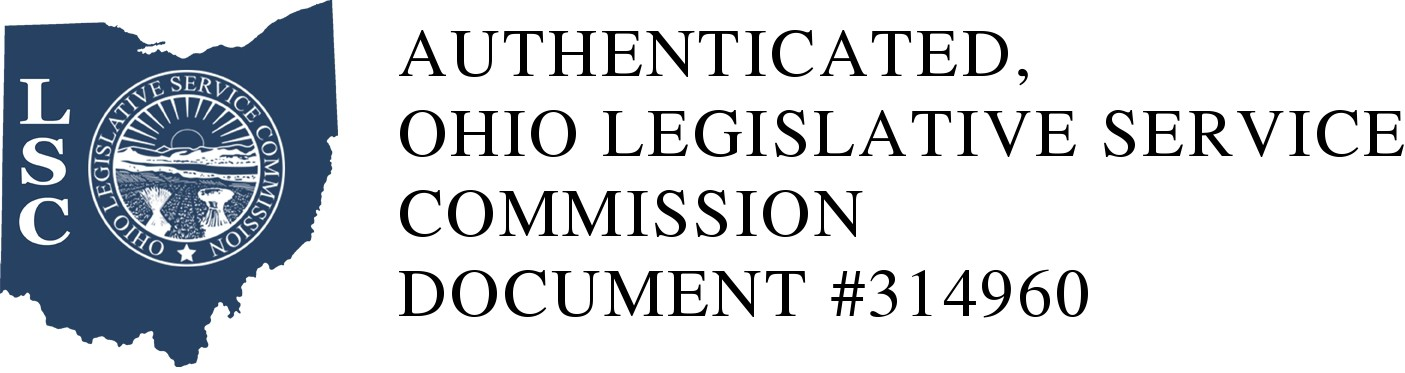 LSC
OHIO LEGISLATIVE SERVICE COMMISSION
AUTHENTICATED,
OHIO LEGISLATIVE SERVICE
COMMISSION
DOCUMENT #314960